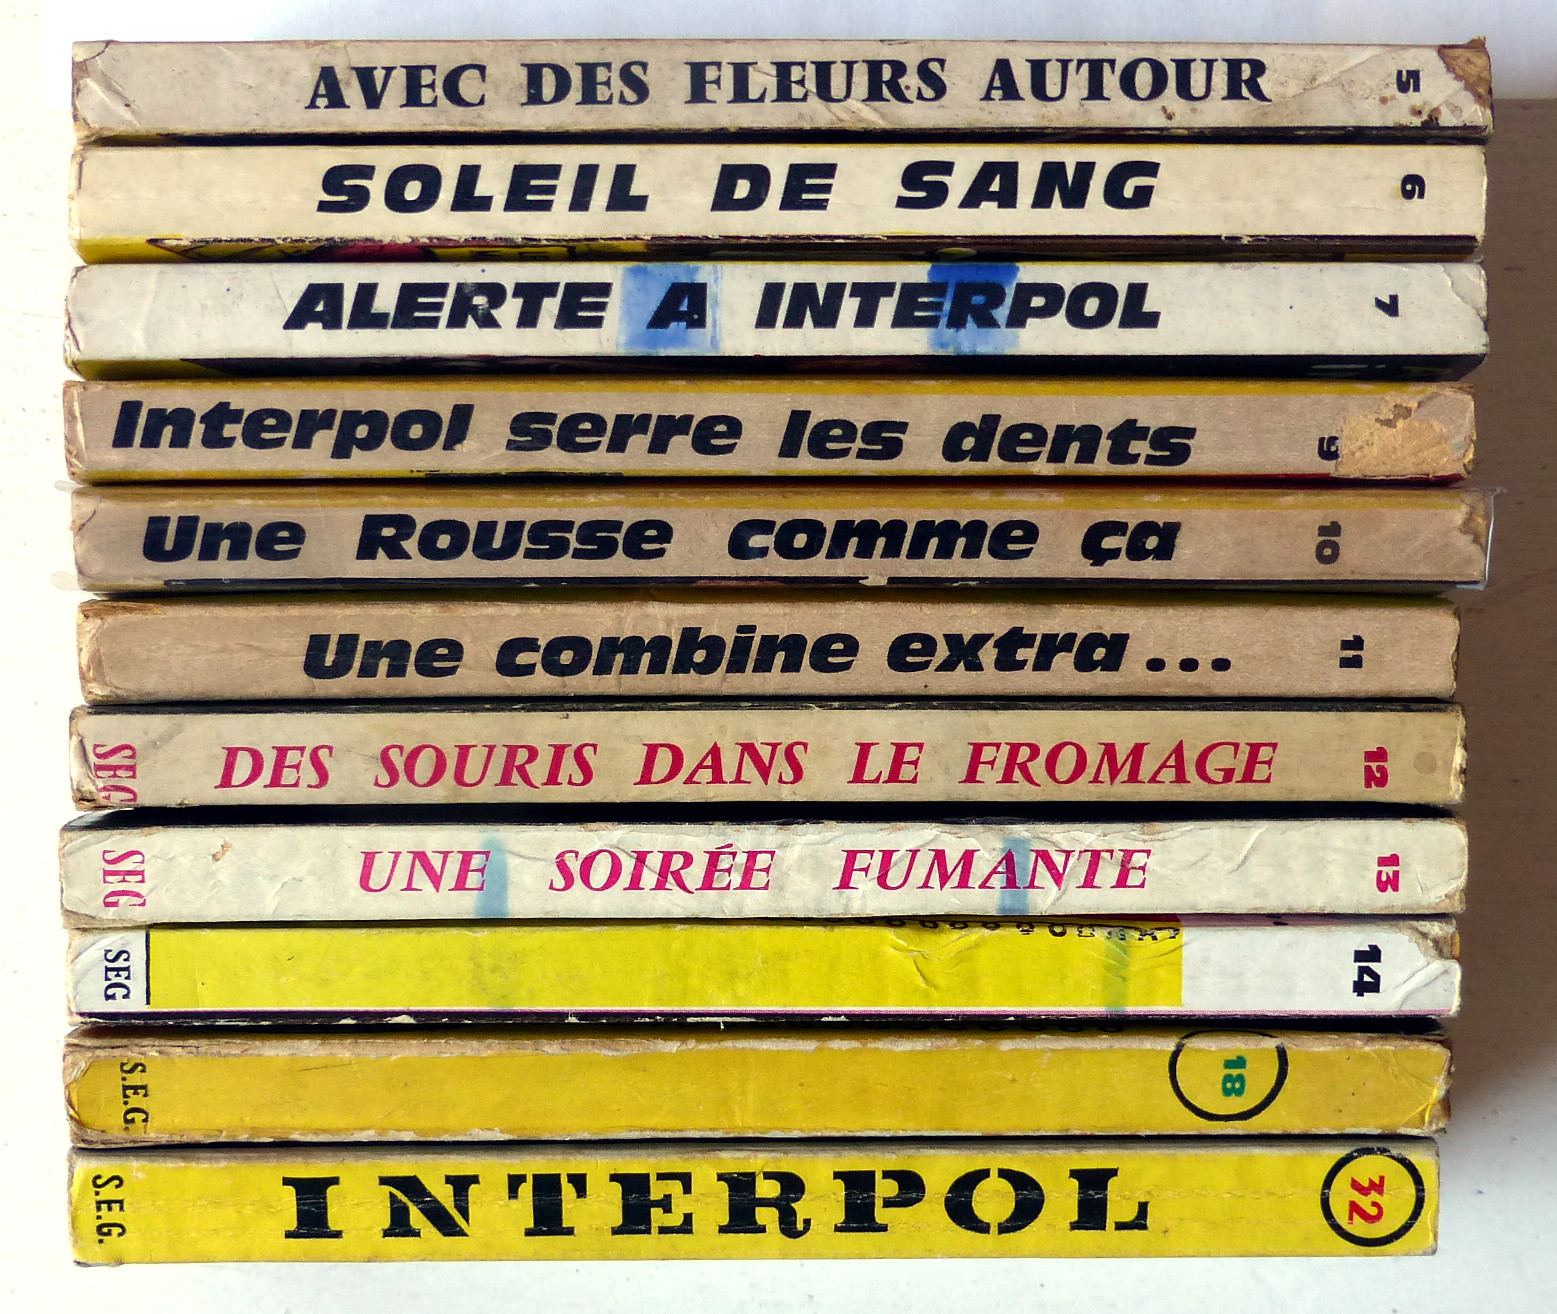 AVEC DES FLEURS AUTOUR 5
SOLEIL DE SANG 6
ALERTE A INTERPOL 7
Interpol serre les dents 9
Une Rousse comme ça 10
Une combine extra... 11
SEG DES SOURIS DANS LE FROMAGE 12
SEG UNE SOIRÉE FUMANTE 13
SEG 14
S.E.G. 18
S.E.G. INTERPOL 32